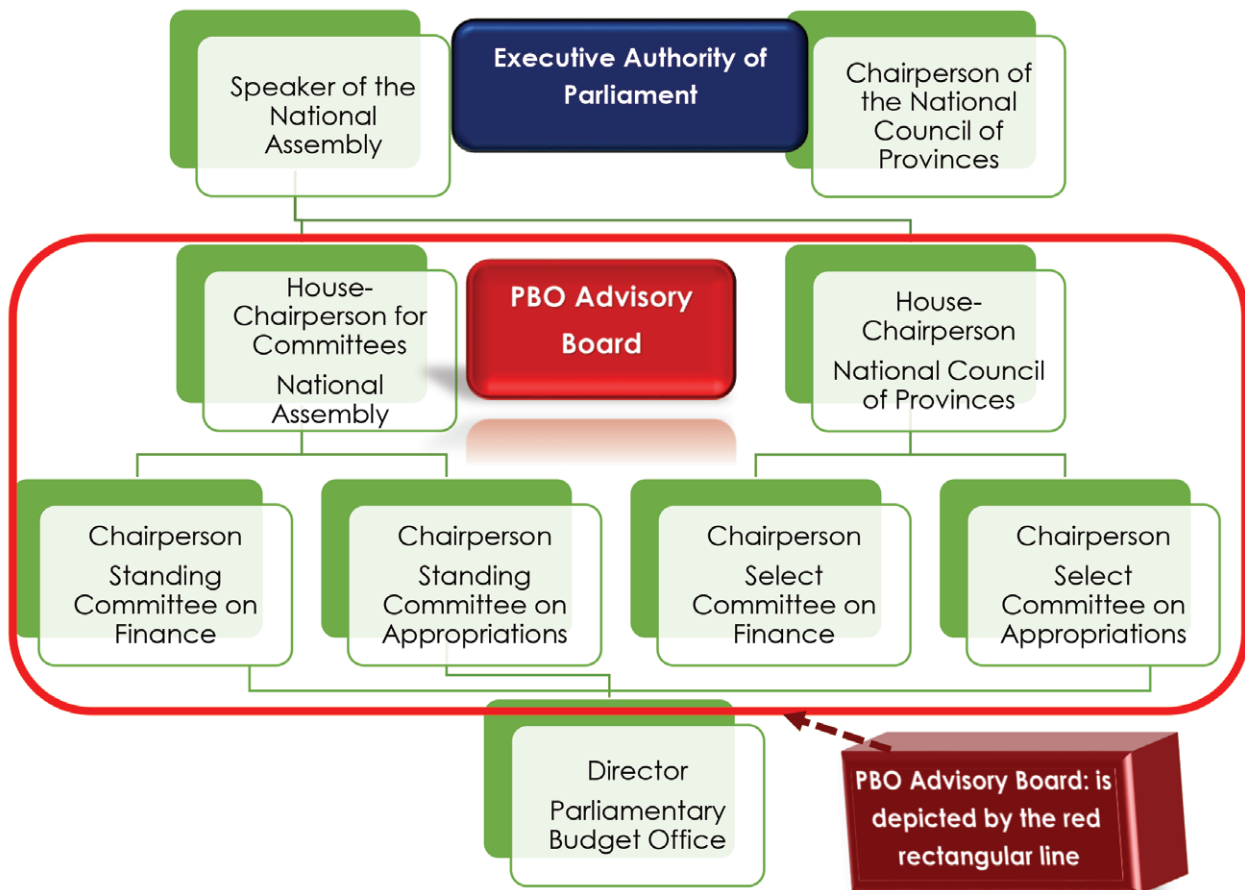 Speaker of the
National
Assembly
Executive Authority of
Parliament
Chairperson of
the National
Council of
Provinces
House-
Chairperson for
Committees
National
Assembly
PBO Advisory
Board
House-
Chairperson
National Council
of Provinces
Chairperson
Standing
Committee on
Finance
Chairperson
Standing
Committee on
Appropriations
Chairperson
Select
Committee on
Finance
Chairperson
Select
Committee on
Appropriations
Director
Parliamentary
Budget Office
PBO Advisory Board: is
depicted by the red
rectangular line